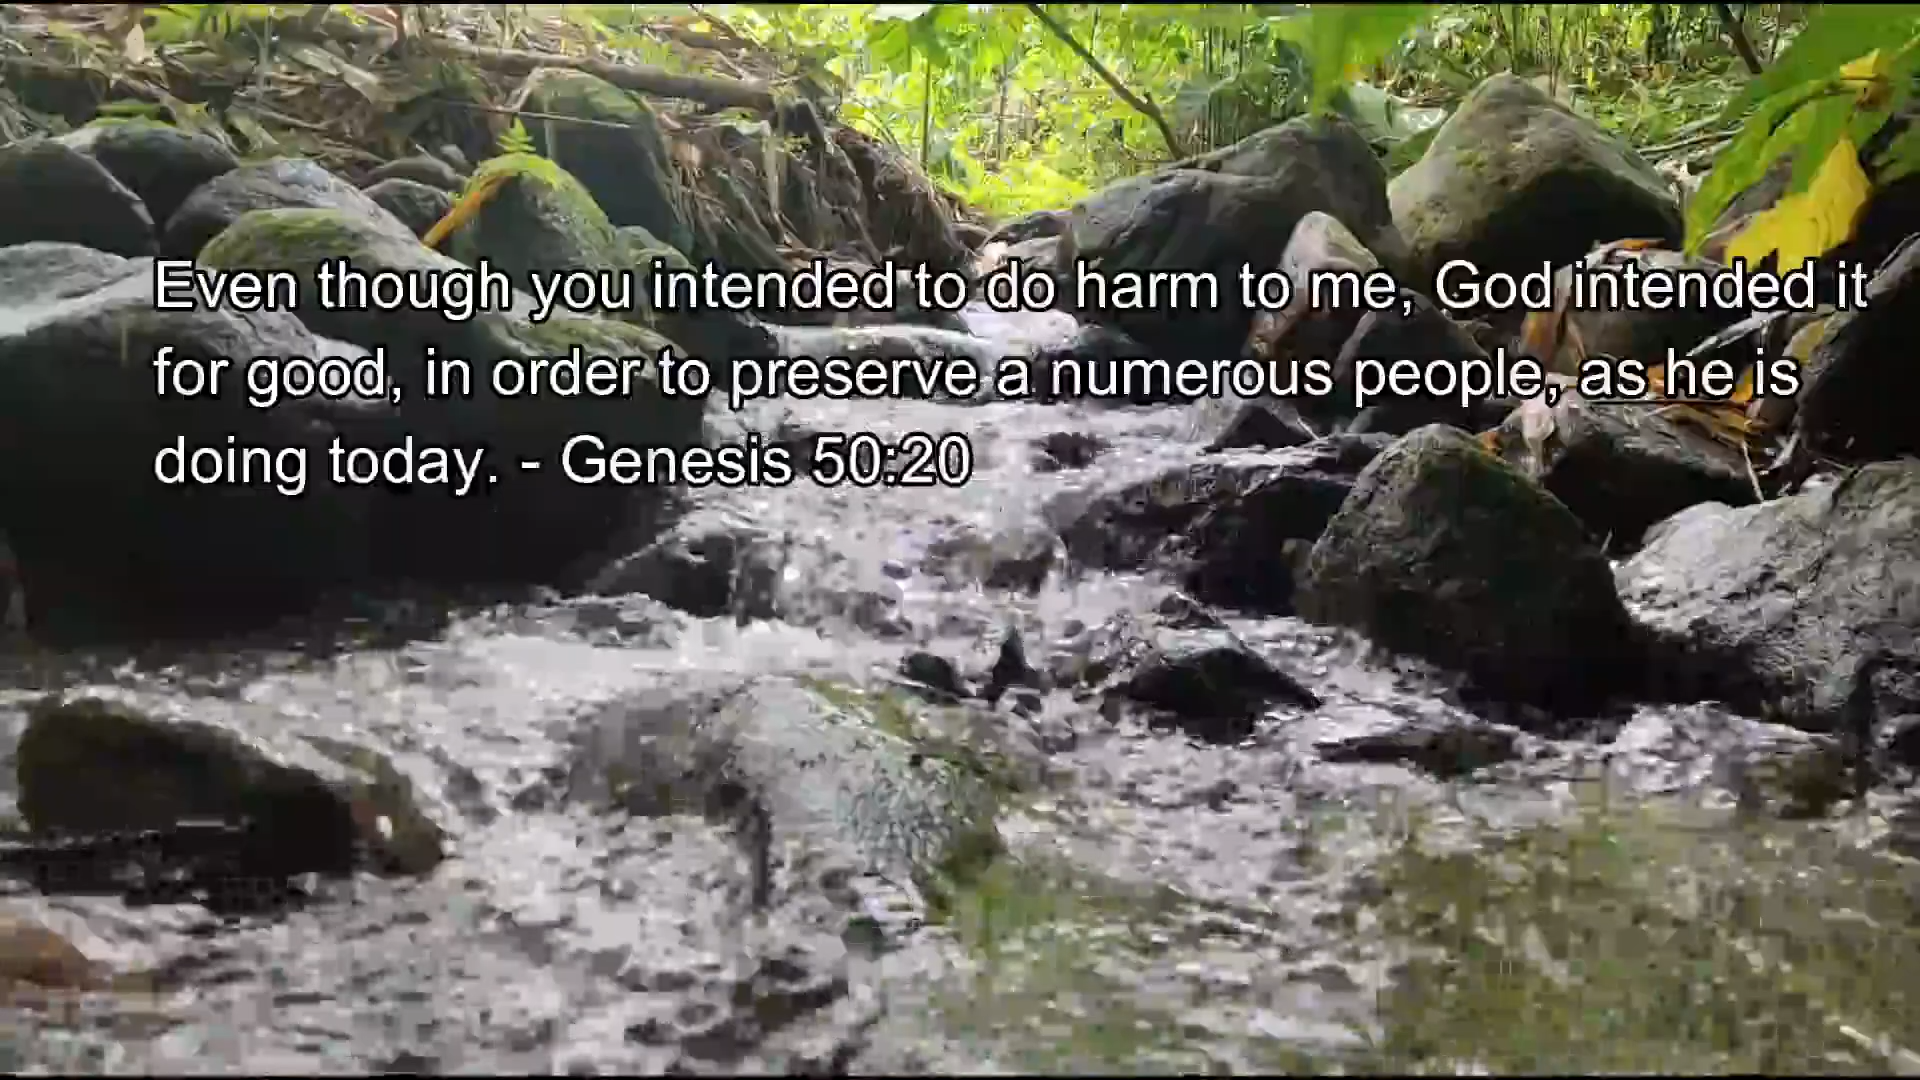 Even though you intended to do harm to me, God intended it
for good, in order to preserve a numerous people, as he is
doing today. - Genesis 50:20